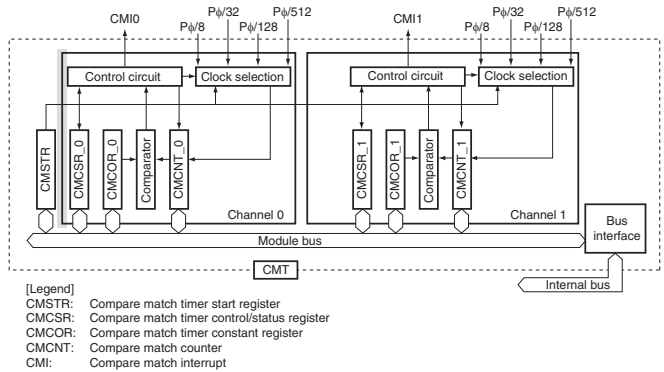 CMI0 Pϕ/8 Pϕ/32 Pϕ/128 Pϕ/512
CMI1 Pϕ/8 Pϕ/32 Pϕ/128 Pϕ/512
Control circuit
Clock selection
Control circuit
Clock selection
CMSTR
CMCSR_0
CMCOR_0
Comparator
CMCNT_0
CMCSR_1
CMCOR_1
Comparator
CMCNT_1
Channel 0
Channel 1
Module bus
Bus
interface
CMT
Internal bus
[Legend]
CMSTR: Compare match timer start register
CMCSR: Compare match timer control/status register
CMCOR: Compare match timer constant register
CMCNT: Compare match counter
CMI: Compare match interrupt